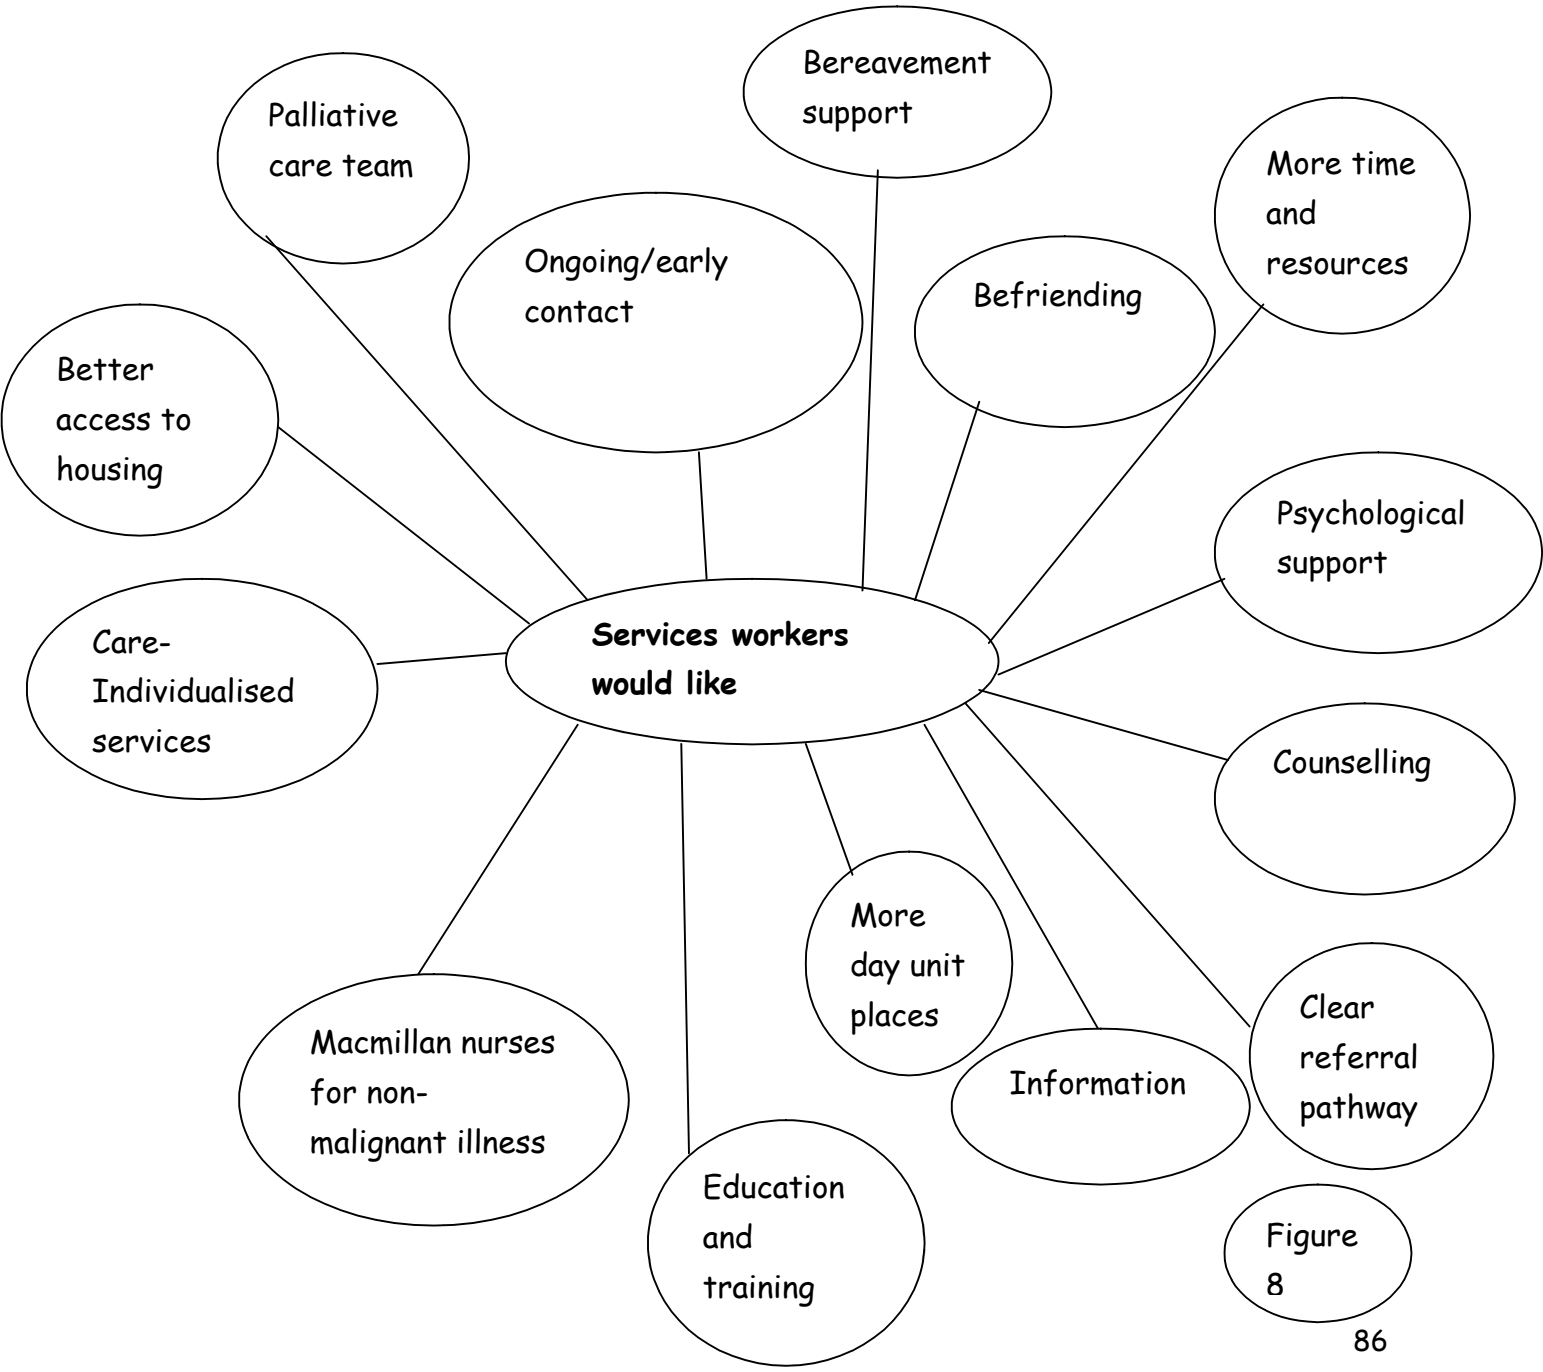 Bereavement
support
Palliative
care team
More time
and
resources
Ongoing/early
contact
Befriending
Better
access to
housing
Psychological
support
Services workers
would like
Care-
Individualised
services
Counselling
More
day unit
places
Clear
referral
pathway
Macmillan nurses
for non-
malignant illness
Information
Education
and
training
Figure
8
86